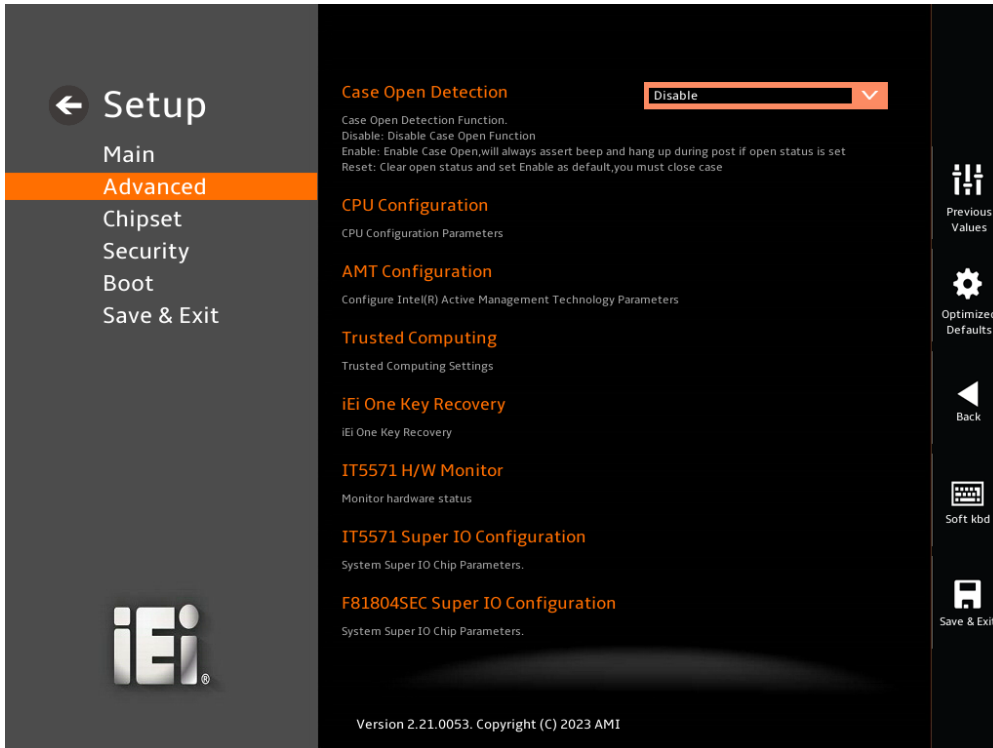 Setup
Main
Advanced
Chipset
Security
Boot
Save & Exit
iEi®
Case Open Detection
Disable
Case Open Detection Function.
Disable: Disable Case Open Function
Enable: Enable Case Open,will always assert beep and hang up during post if open status is set
Reset: Clear open status and set Enable as default,you must close case
CPU Configuration
CPU Configuration Parameters
AMT Configuration
Configure Intel(R) Active Management Technology Parameters
Trusted Computing
Trusted Computing Settings
iEi One Key Recovery
iEi One Key Recovery
IT5571 H/W Monitor
Monitor hardware status
IT5571 Super IO Configuration
System Super IO Chip Parameters.
F81804SEC Super IO Configuration
System Super IO Chip Parameters.
Version 2.21.0053. Copyright (C) 2023 AMI
Previous
Values
Optimized
Defaults
Back
Soft kbd
Save & Exit